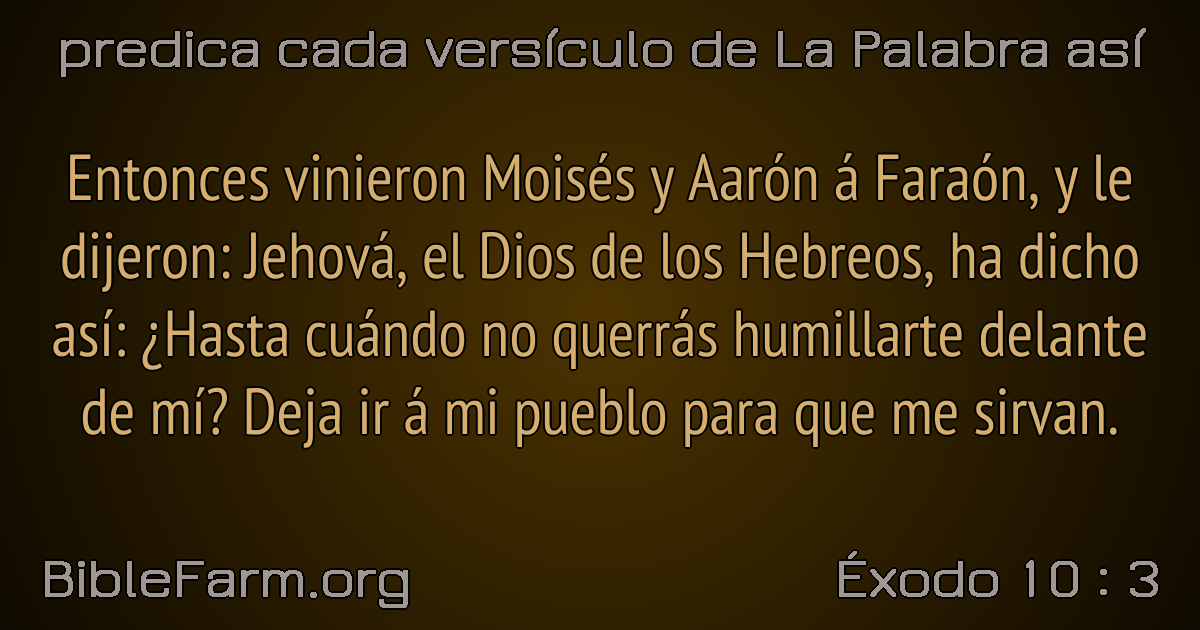 predica cada versículo de La Palabra así
Entonces vinieron Moisés y Aarón á Faraón, y le
dijeron: Jehová, el Dios de los Hebreos, ha dicho
así: ¿Hasta cuándo no querrás humillarte delante
de mí? Deja ir á mi pueblo para que me sirvan.
BibleFarm.org
Éxodo 10 : 3